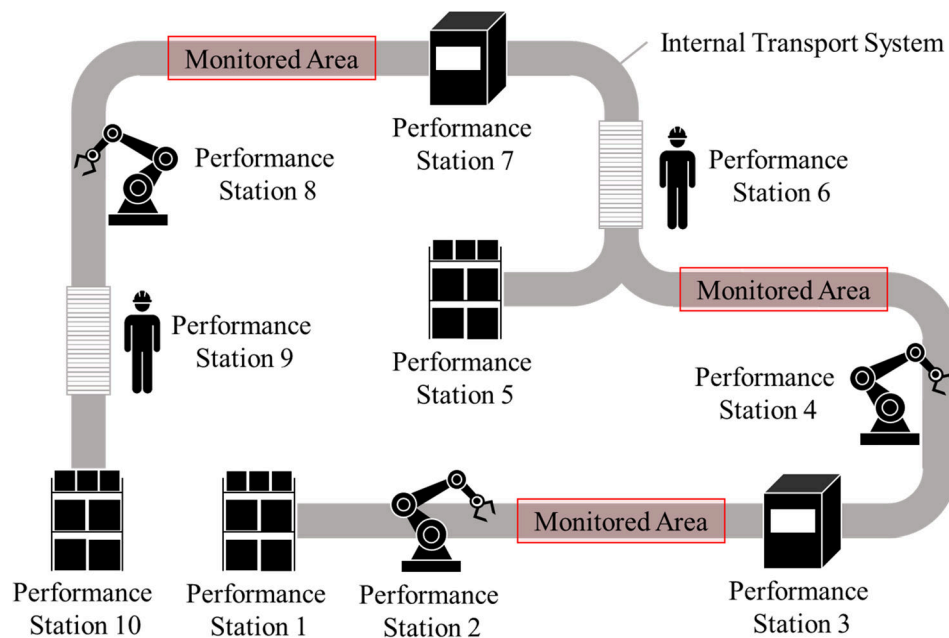 Internal Transport System
Monitored Area
Performance
Station 7
Performance
Station 8
Performance
Station 6
Monitored Area
Performance
Station 9
Performance
Station 5
Performance
Station 4
Monitored Area
Performance
Station 10
Performance
Station 1
Performance
Station 2
Performance
Station 3